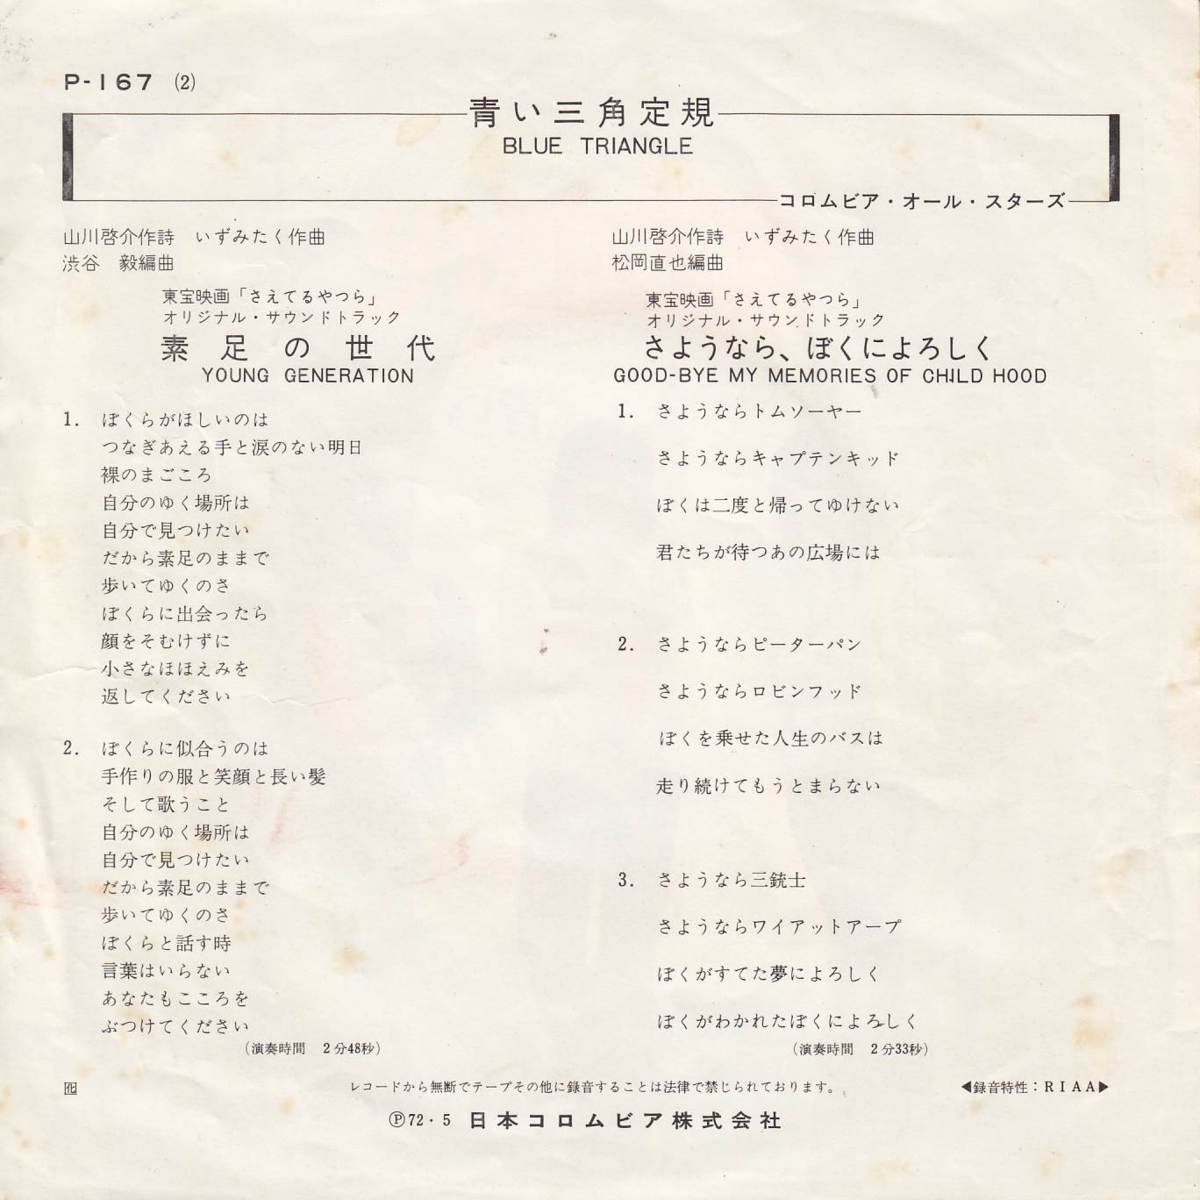 P-167 (2)
青い三角定規
BLUE TRIANGLE
コロムビア・オール・スターズ
山川啓介作詩 いずみたく作曲
渋谷 毅編曲
東宝映画「さえてるやつら」
オリジナル・サウンドトラック
素足の世代
YOUNG GENERATION
1. ぼくらがほしいのは
つなぎあえる手と涙のない明日
裸のまごころ
自分のゆく場所は
自分で見つけたい
だから素足のままで
歩いてゆくのさ
ぼくらに出会ったら
顔をそむけずに
小さなほほえみを
返してください
2. ぼくらに似合うのは
手作りの服と笑顔と長い髪
そして歌うこと
自分のゆく場所は
自分で見つけたい
だから素足のままで
歩いてゆくのさ
ぼくらと話す時
言葉はいらない
あなたもこころを
ぶつけてください
(演奏時間 2分48秒)
山川啓介作詩 いずみたく作曲
松岡直也編曲
東宝映画「さえてるやつら」
オリジナル・サウンドトラック
さようなら、ぼくによろしく
GOOD-BYE MY MEMORIES OF CHILD HOOD
1. さようならトムソーヤー
さようならキャプテンキッド
ぼくは二度と帰ってゆけない
君たちが待つあの広場には
2. さようならピーターパン
さようならロビンフッド
ぼくを乗せた人生のバスは
走り続けてもうとまらない
3. さようなら三銃士
さようならワイアットアープ
ぼくがすてた夢によろしく
ぼくがわかれたぼくによろしく
(演奏時間 2分33秒)
レコードから無断でテープその他に録音することは法律で禁じられております。
◀録音特性：RIAA▶
Ⓟ72・5 日本コロムビア株式会社